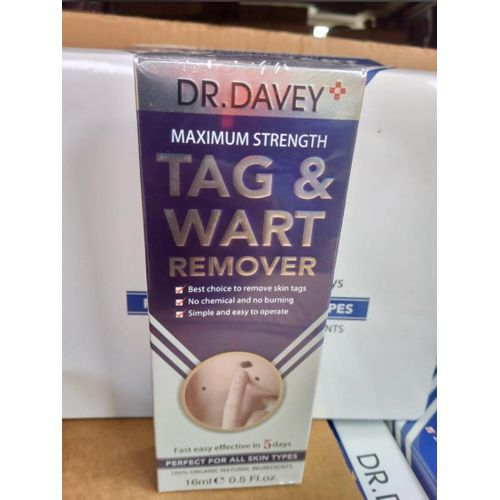 DR.DAVEY
MAXIMUM STRENGTH
TAG &
WART
REMOVER
Best choice to remove skin tags
No chemical and no burning
Simple and easy to operate
Fast easy effective in 5 days
PERFECT FOR ALL SKIN TYPES
100% ORGANIC NATURAL INGREDIENTS
16ml ℮ 0.5 Fl.oz.
YPES
NTS
DR.D